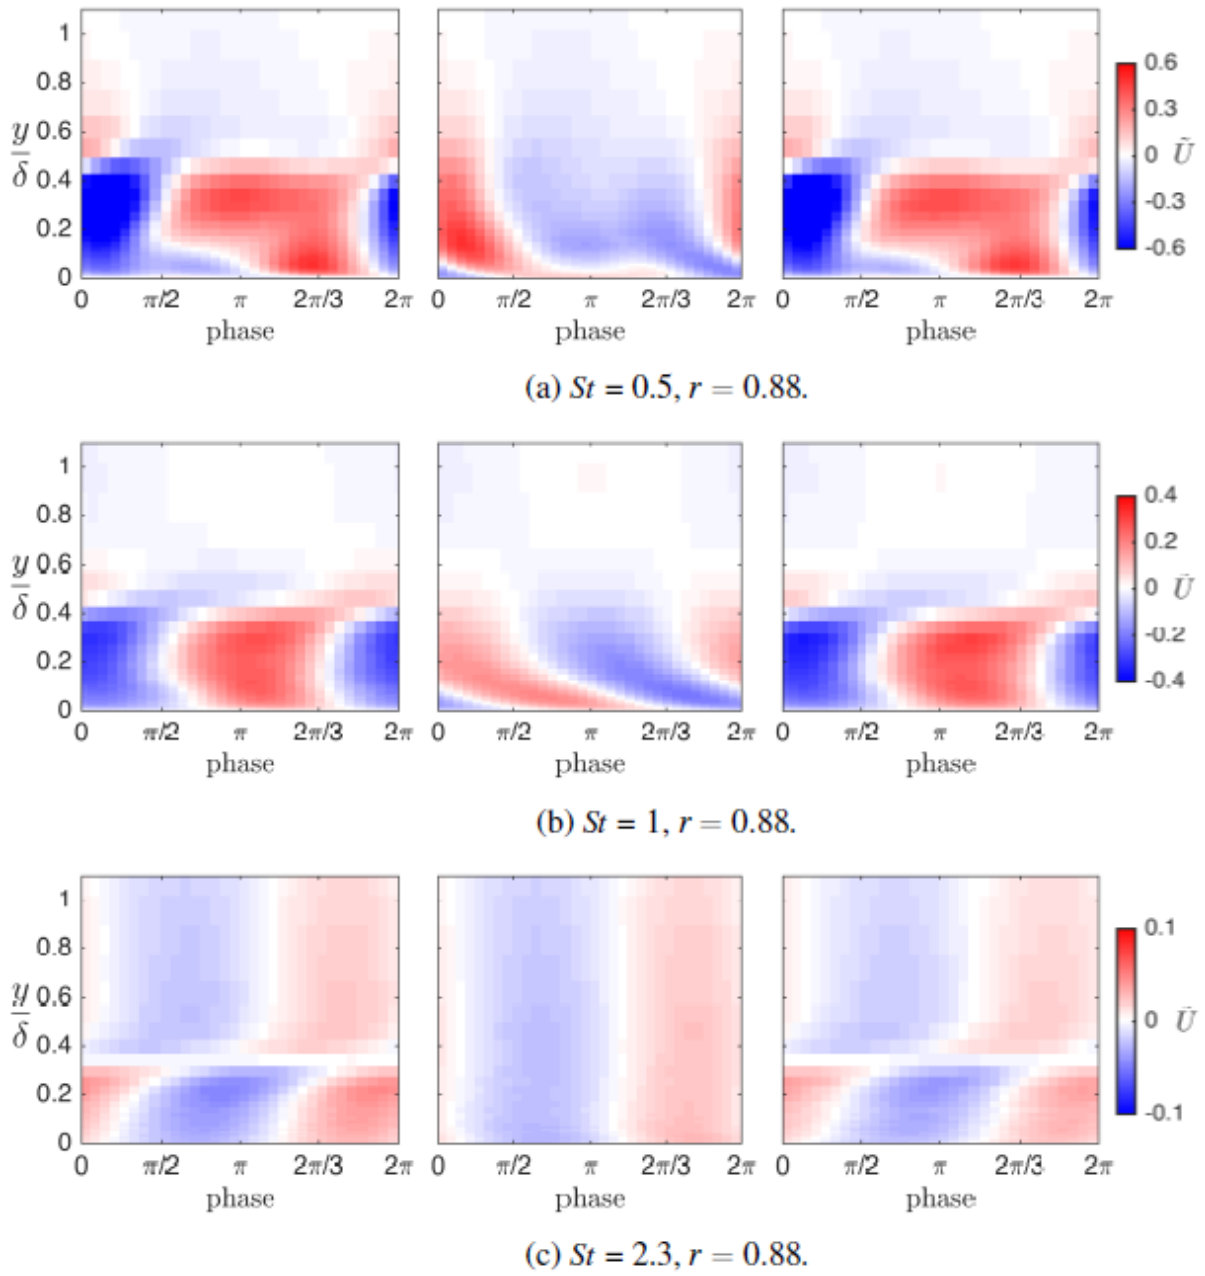 1
0.8
0.6
0.4
0.2
0
y/δ
0 π/2 π 2π/3 2π
phase
0 π/2 π 2π/3 2π
phase
0 π/2 π 2π/3 2π
phase
0.6
0.3
0 Ũ
-0.3
-0.6
(a) St = 0.5, r = 0.88.
1
0.8
0.6
0.4
0.2
0
y/δ
0 π/2 π 2π/3 2π
phase
0 π/2 π 2π/3 2π
phase
0 π/2 π 2π/3 2π
phase
0.4
0.2
0 Ũ
-0.2
-0.4
(b) St = 1, r = 0.88.
1
0.8
0.6
0.4
0.2
0
y/δ
0 π/2 π 2π/3 2π
phase
0 π/2 π 2π/3 2π
phase
0 π/2 π 2π/3 2π
phase
0.1
0 Ũ
-0.1
(c) St = 2.3, r = 0.88.